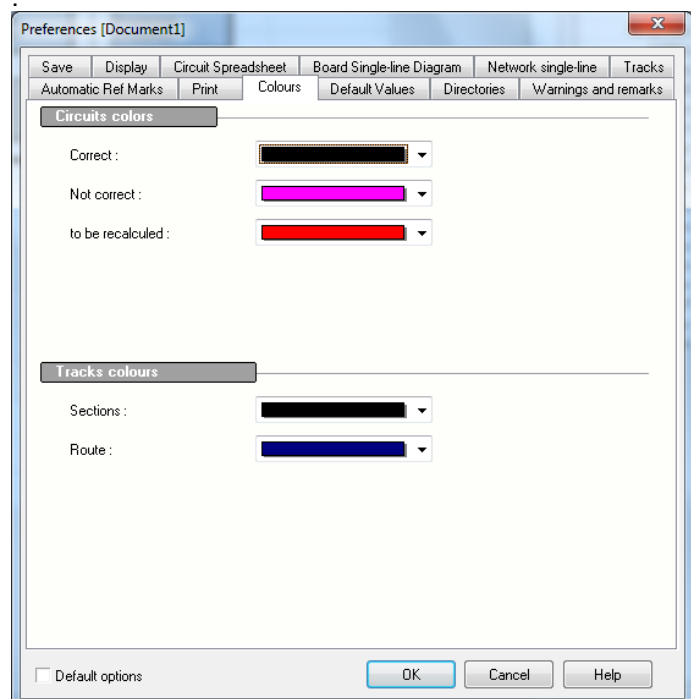 .
Preferences [Document1]
Save Display Circuit Spreadsheet Board Single-line Diagram Network single-line Tracks
Automatic Ref Marks Print Colours Default Values Directories Warnings and remarks
Circuits colors
Correct :
Not correct :
to be recalculed :
Tracks colours
Sections :
Route :
Default options OK Cancel Help